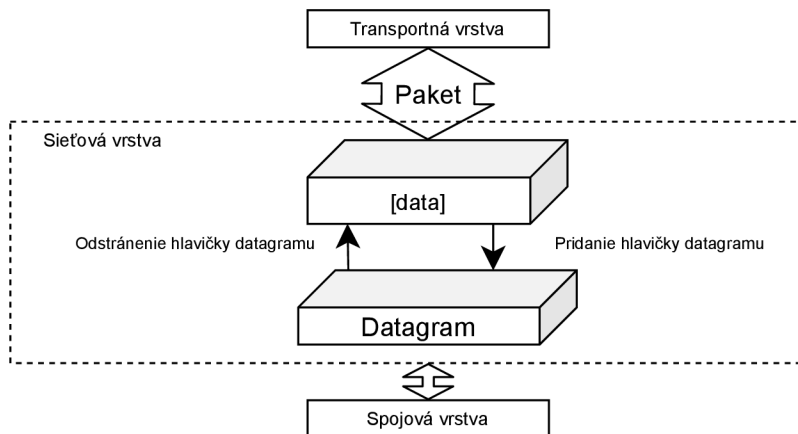 Transportná vrstva
Paket
Sieťová vrstva
[data]
Odstránenie hlavičky datagramu
Pridanie hlavičky datagramu
Datagram
Spojová vrstva